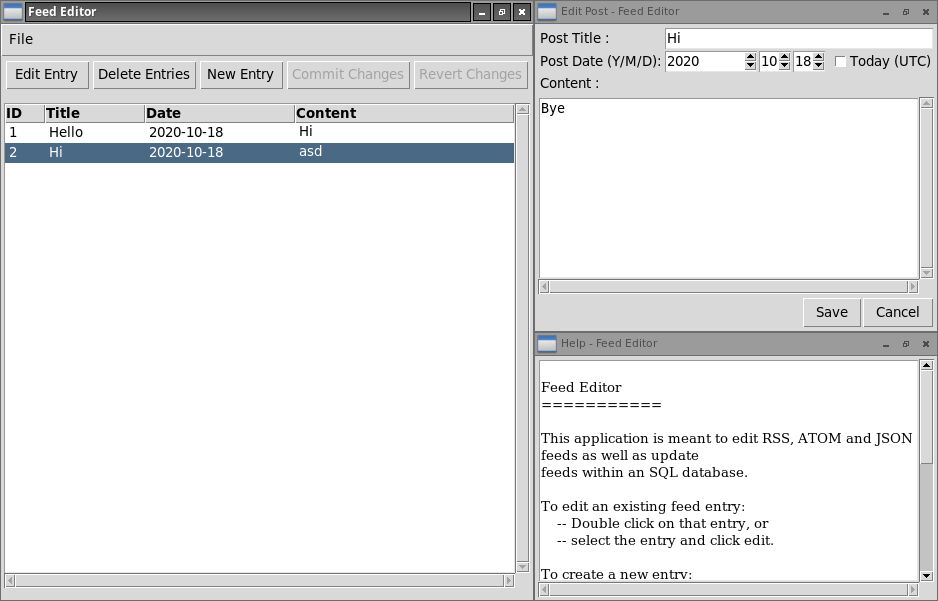 Feed Editor
File
Edit Entry Delete Entries New Entry Commit Changes Revert Changes
ID Title Date Content
1 Hello 2020-10-18 Hi
2 Hi 2020-10-18 asd
Edit Post - Feed Editor
Post Title : Hi
Post Date (Y/M/D): 2020 10 18 Today (UTC)
Content :
Bye
Save Cancel
Help - Feed Editor
Feed Editor
===========
This application is meant to edit RSS, ATOM and JSON
feeds as well as update
feeds within an SQL database.
To edit an existing feed entry:
-- Double click on that entry, or
-- select the entry and click edit.
To create a new entry: